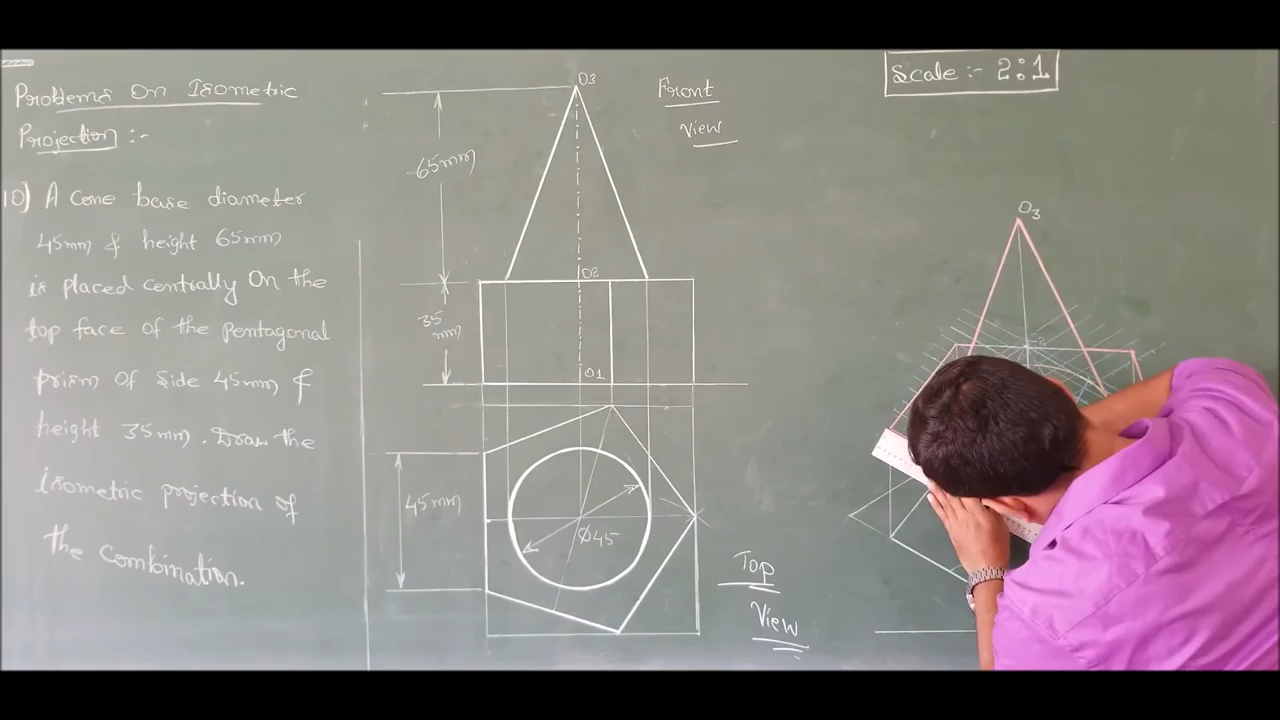 Problems On Isometric
Projection :-
10) A Cone base diameter
45mm & height 65mm
is placed centrally On the
top face of the pentagonal
prism Of Side 45mm &
height 35mm. Draw the
isometric projection of
the Combination.
O3
65mm
O2
35
mm
O1
45mm
Ø45
Front
View
Top
View
Scale :- 2:1
O3